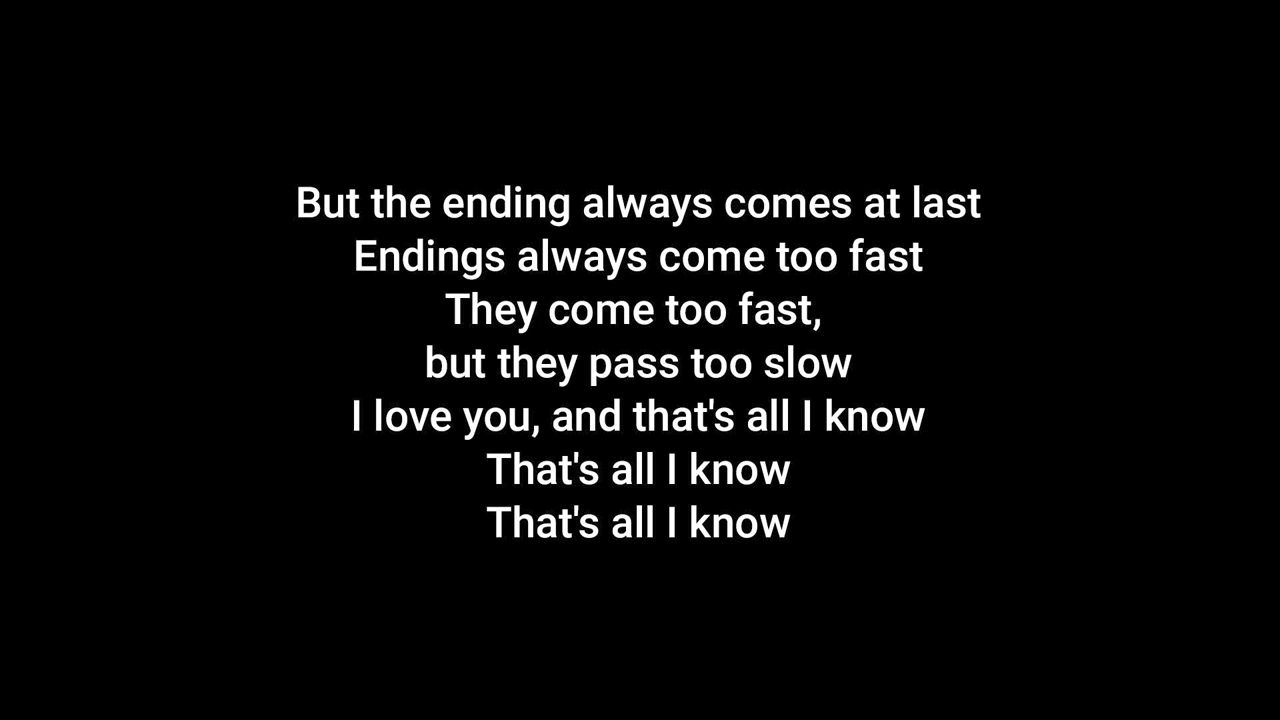 But the ending always comes at last
Endings always come too fast
They come too fast,
but they pass too slow
I love you, and that's all I know
That's all I know
That's all I know